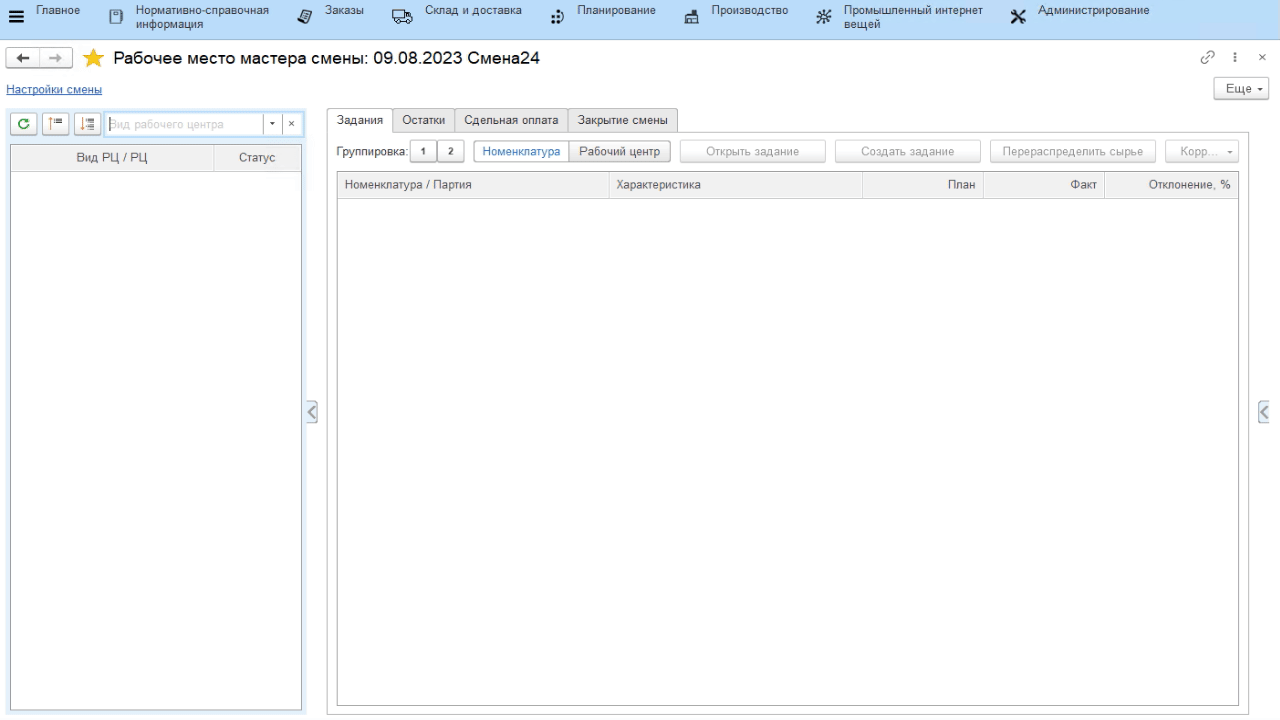 Главное
Нормативно-справочная
информация
Заказы
Склад и доставка
Планирование
Производство
Промышленный интернет
вещей
Администрирование
Рабочее место мастера смены: 09.08.2023 Смена24
Настройки смены
Еще
Вид рабочего центра
Вид РЦ / РЦ Статус
Задания Остатки Сдельная оплата Закрытие смены
Группировка: 1 2 Номенклатура Рабочий центр Открыть задание Создать задание Перераспределить сырье Корр...
Номенклатура / Партия Характеристика План Факт Отклонение, %